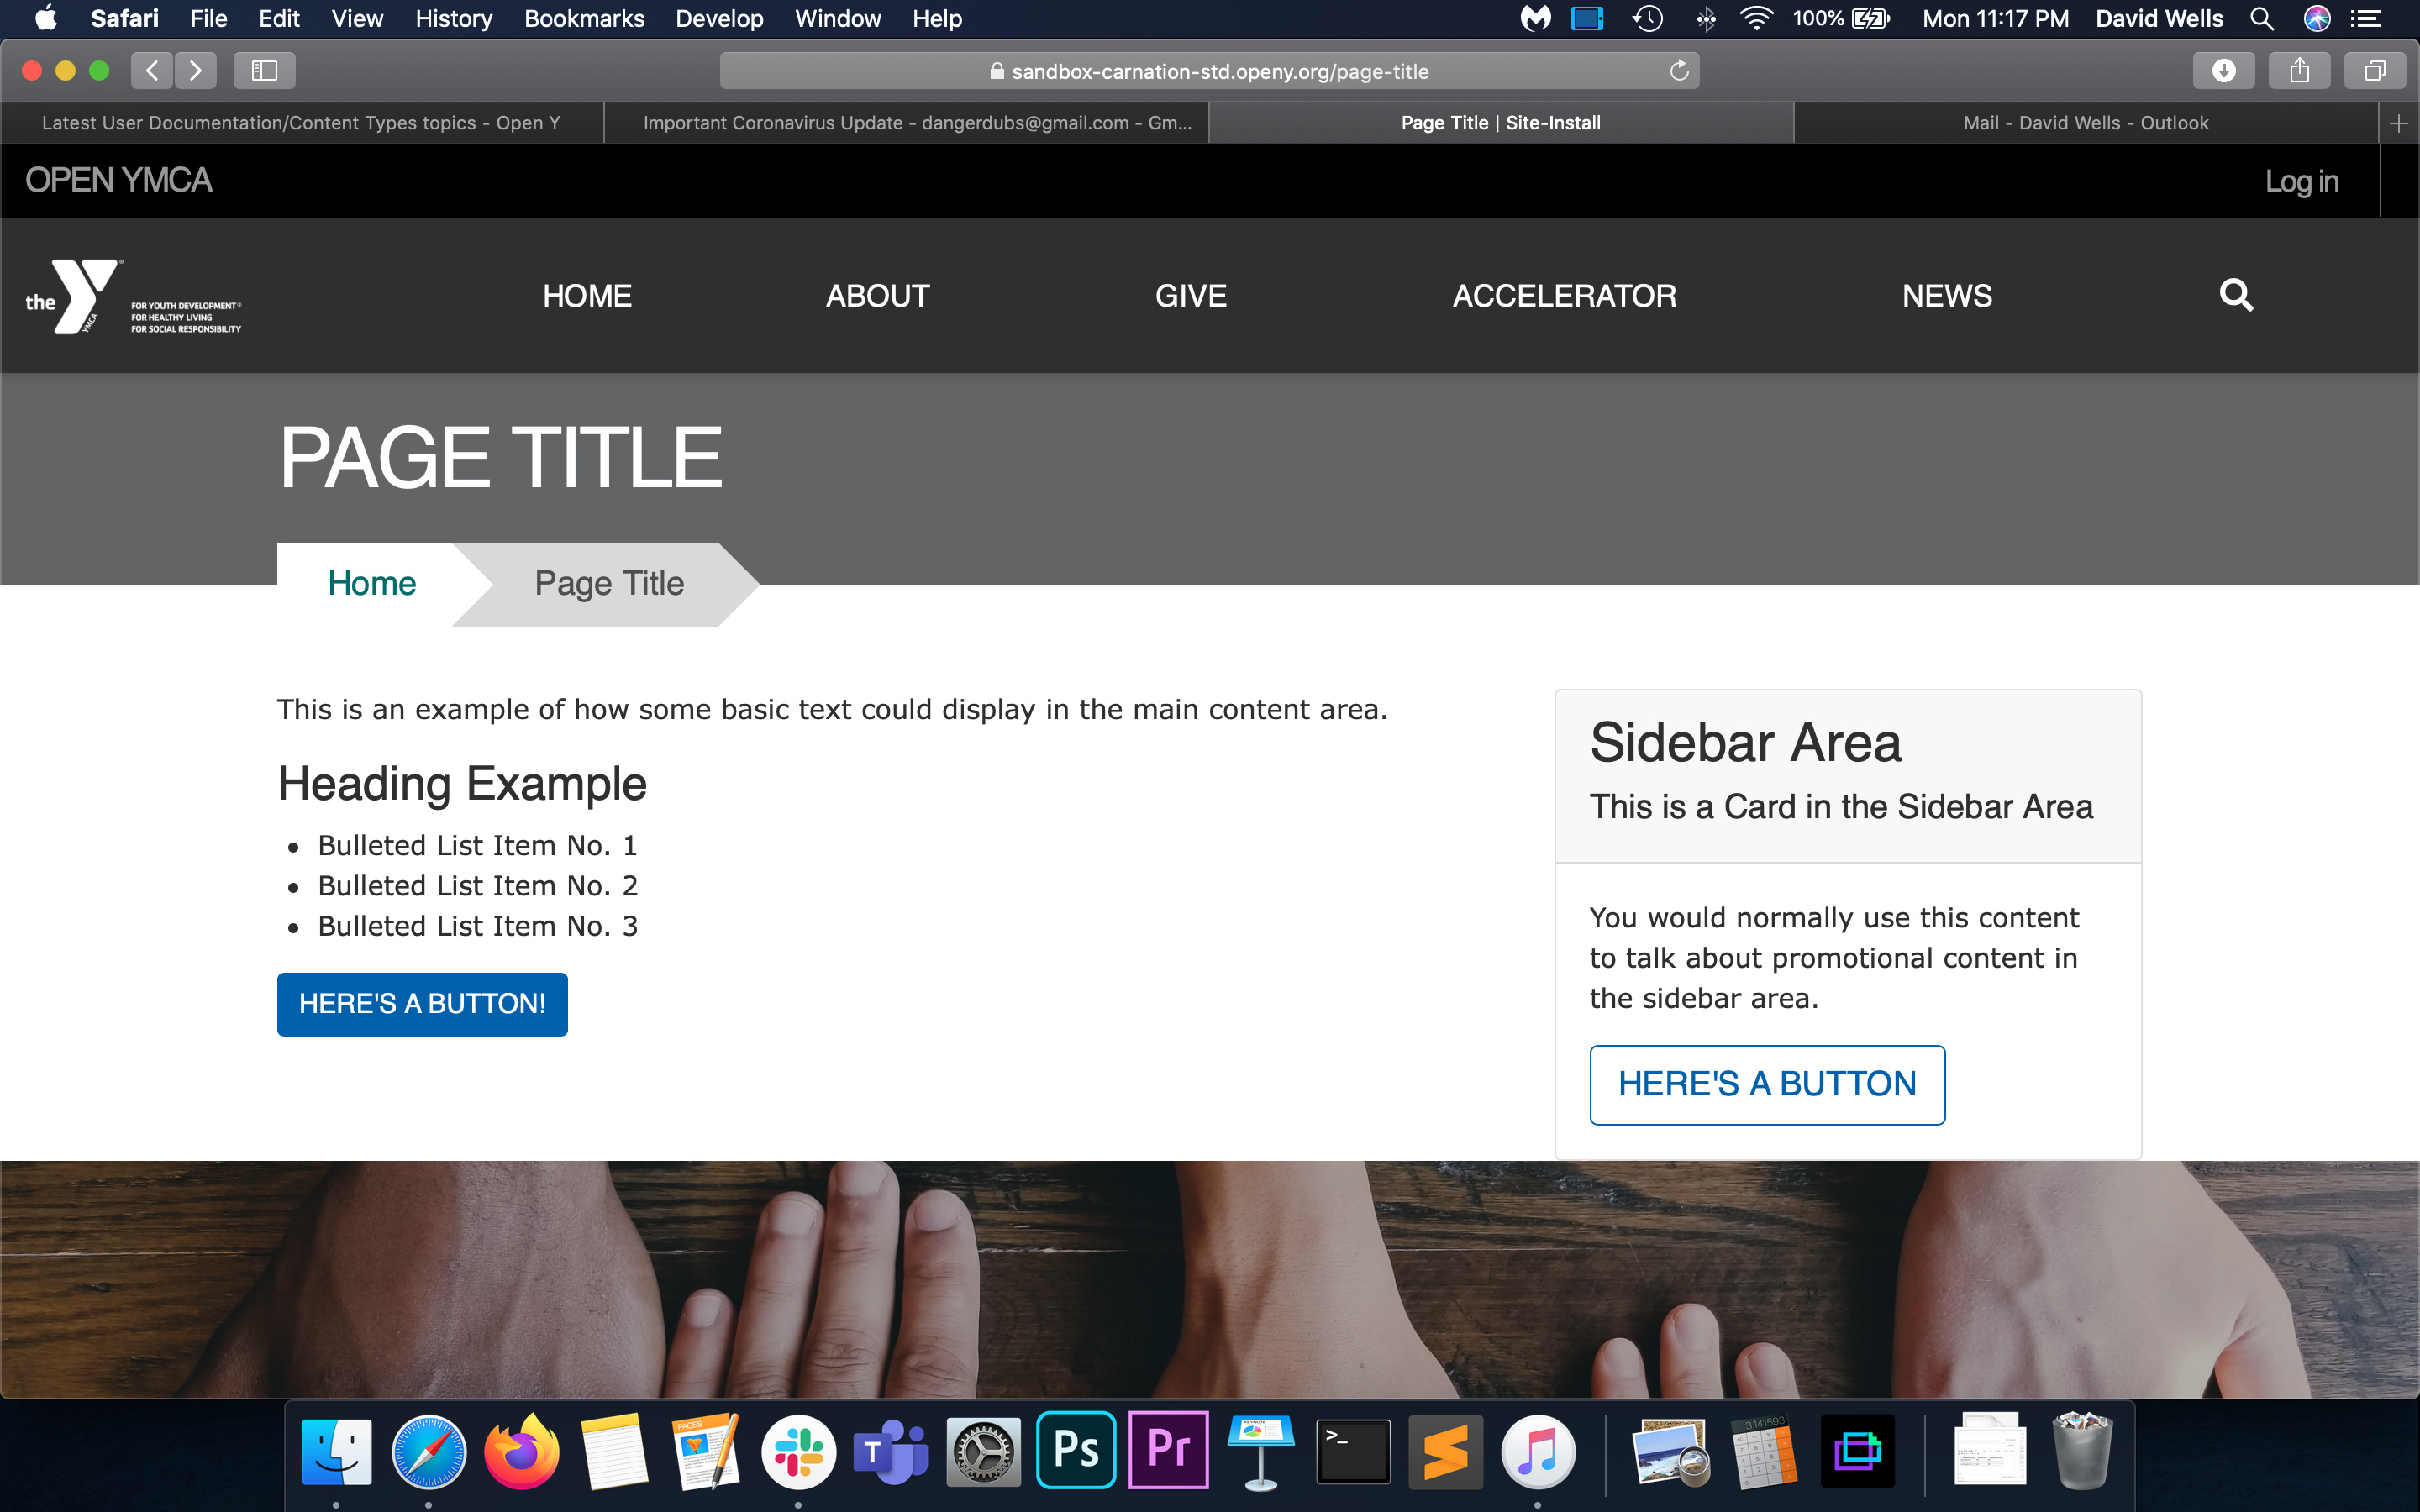 Safari File Edit View History Bookmarks Develop Window Help 100% Mon 11:17 PM David Wells
sandbox-carnation-std.openy.org/page-title
Latest User Documentation/Content Types topics - Open Y
Important Coronavirus Update - dangerdubs@gmail.com - Gm...
Page Title | Site-Install
Mail - David Wells - Outlook
OPEN YMCA
Log in
the Y YMCA
FOR YOUTH DEVELOPMENT®
FOR HEALTHY LIVING
FOR SOCIAL RESPONSIBILITY
HOME ABOUT GIVE ACCELERATOR NEWS
PAGE TITLE
Home Page Title
This is an example of how some basic text could display in the main content area.
Heading Example
• Bulleted List Item No. 1
• Bulleted List Item No. 2
• Bulleted List Item No. 3
HERE'S A BUTTON!
Sidebar Area
This is a Card in the Sidebar Area
You would normally use this content
to talk about promotional content in
the sidebar area.
HERE'S A BUTTON
PAGES
T
Ps
Pr
>_
3.141593